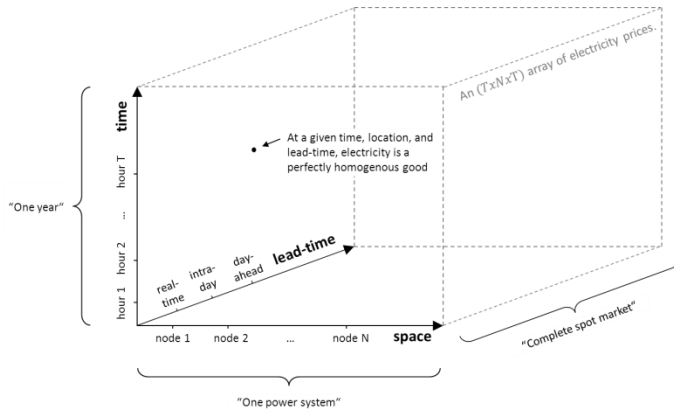 An (TxNxT) array of electricity prices.
time
At a given time, location, and
lead-time, electricity is a
perfectly homogenous good
hour T
"One year"
...
hour 2
hour 1
real-
time
intra-
day
day-
ahead
lead-time
node 1
node 2
...
node N
space
"Complete spot market"
"One power system"